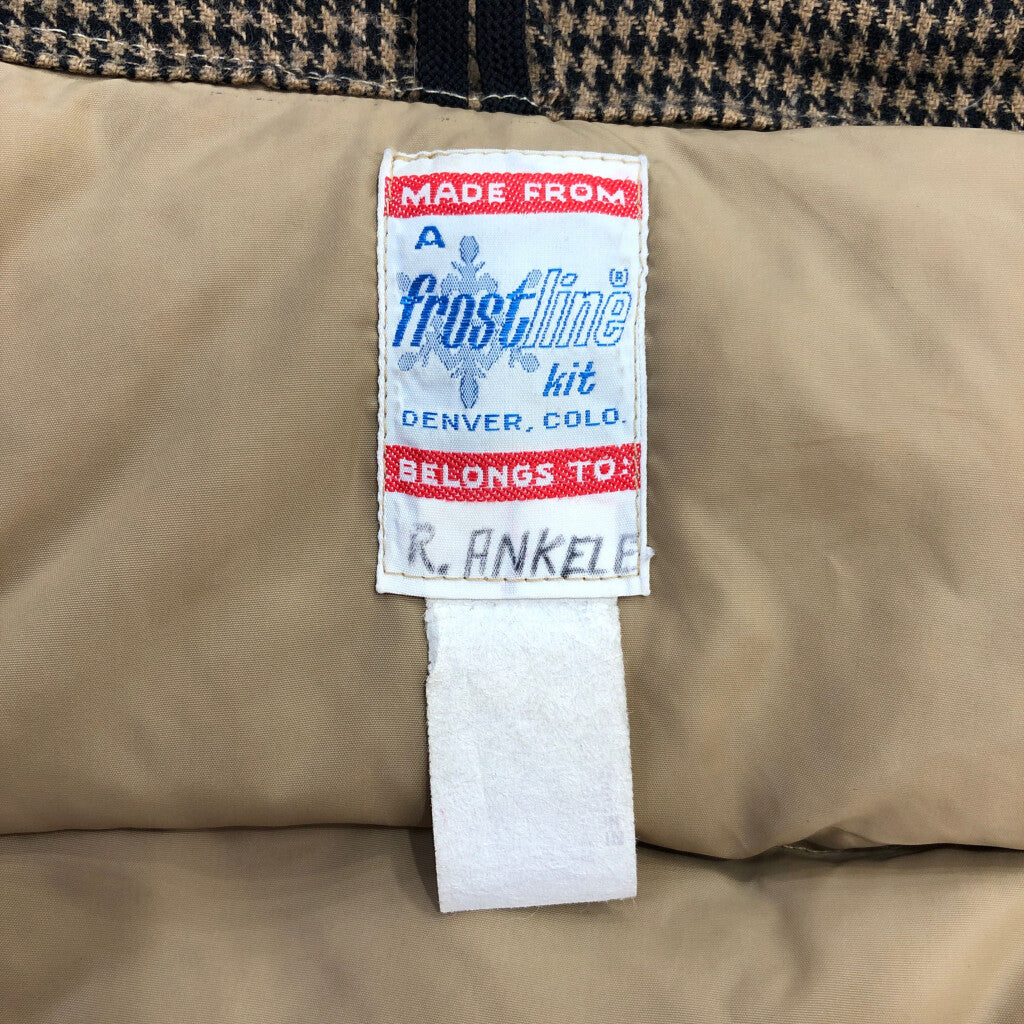 MADE FROM
A
frostline®
kit
DENVER, COLO.
BELONGS TO:
R. ANKELE